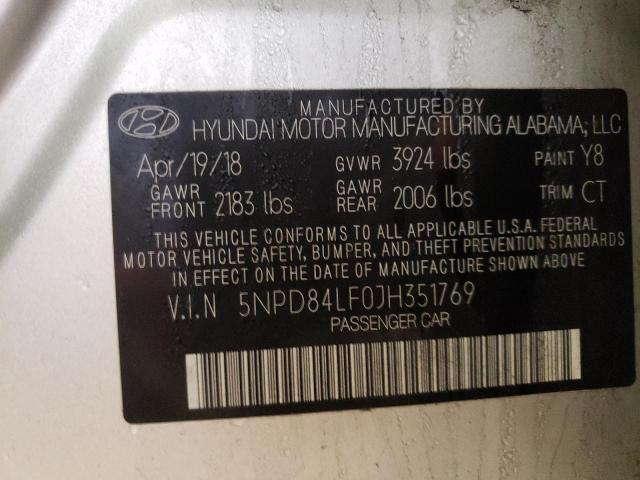 MANUFACTURED BY
HYUNDAI MOTOR MANUFACTURING ALABAMA, LLC
Apr/19/18 GVWR 3924 lbs PAINT Y8
GAWR FRONT 2183 lbs GAWR REAR 2006 lbs TRIM CT
THIS VEHICLE CONFORMS TO ALL APPLICABLE U.S.A. FEDERAL
MOTOR VEHICLE SAFETY, BUMPER, AND THEFT PREVENTION STANDARDS
IN EFFECT ON THE DATE OF MANUFACTURE SHOWN ABOVE.
V.I.N 5NPD84LF0JH351769
PASSENGER CAR